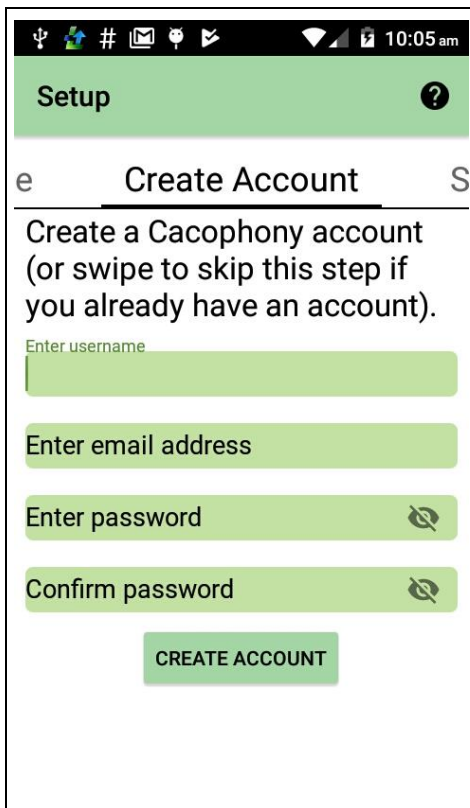 10:05 am
Setup
e Create Account S
Create a Cacophony account
(or swipe to skip this step if
you already have an account).
Enter username
Enter email address
Enter password
Confirm password
CREATE ACCOUNT